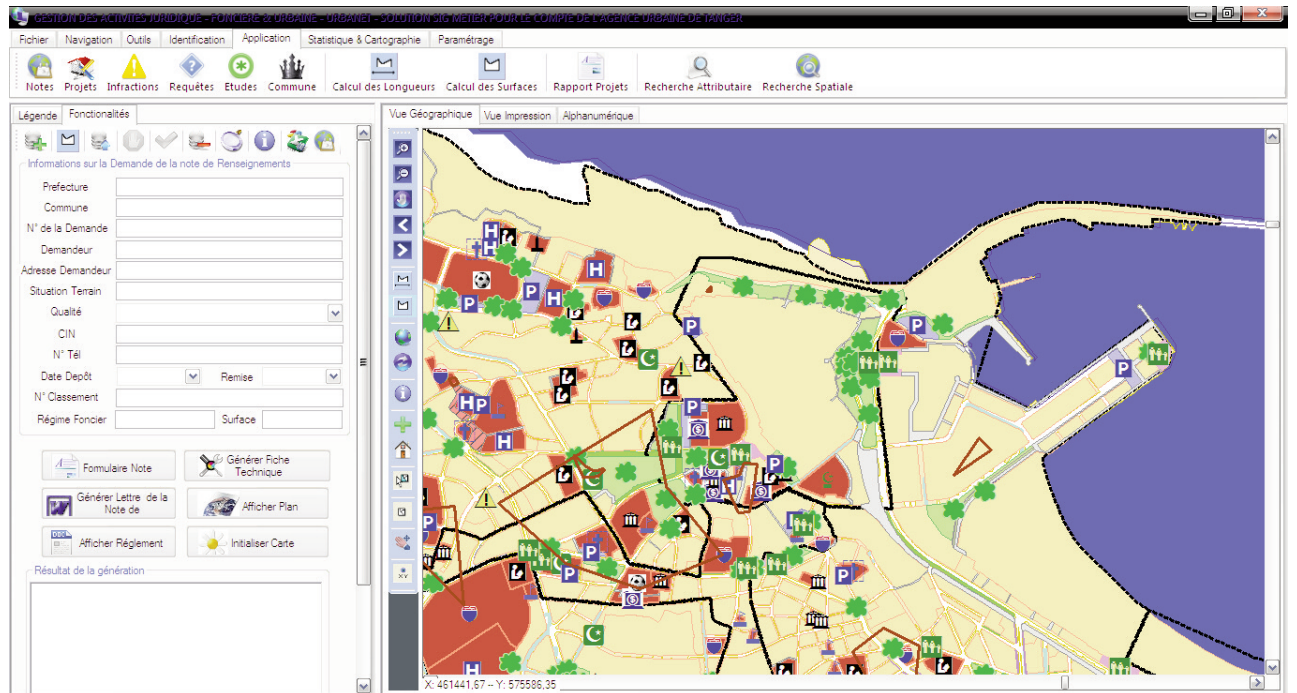 GESTION DES ACTIVITÉS JURIDIQUE - FONCIÈRE & URBAINE - URBANET - SOLUTION SIG MÉTIER POUR LE COMPTE DE L'AGENCE URBAINE DE TANGER
Fichier Navigation Outils Identification Application Statistique & Cartographie Paramétrage
Notes Projets Infractions Requêtes Etudes Commune Calcul des Longueurs Calcul des Surfaces Rapport Projets Recherche Attributaire Recherche Spatiale
Légende Fonctionalités
Vue Géographique Vue Impression Alphanumérique
Informations sur la Demande de la note de Renseignements
Prefecture
Commune
N° de la Demande
Demandeur
Adresse Demandeur
Situation Terrain
Qualité
CIN
N° Tél
Date Depôt Remise
N° Classement
Régime Foncier Surface
Formulaire Note
Générer Fiche
Technique
Générer Lettre de la
Note de
Afficher Plan
Afficher Réglement
Initialiser Carte
Résultat de la génération
X: 461441,67 -- Y: 575586,35